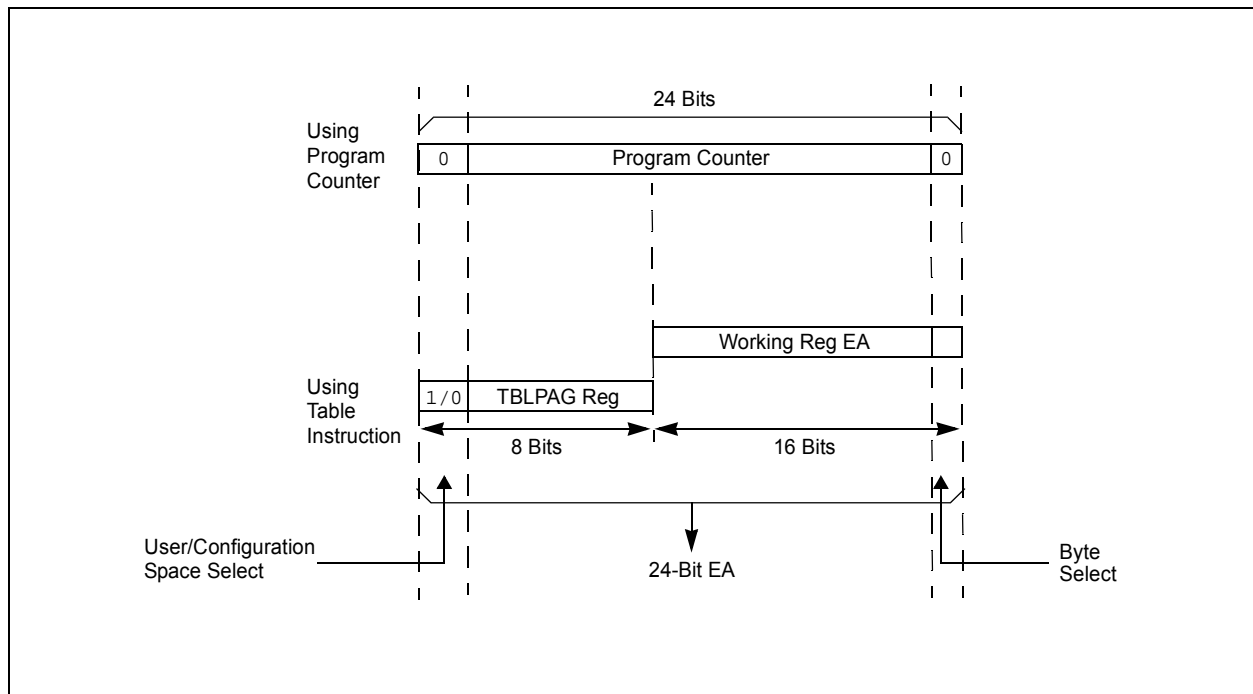 24 Bits
Using
Program
Counter
0
Program Counter
0
Working Reg EA
Using
Table
Instruction
1/0
TBLPAG Reg
8 Bits
16 Bits
User/Configuration
Space Select
24-Bit EA
Byte
Select